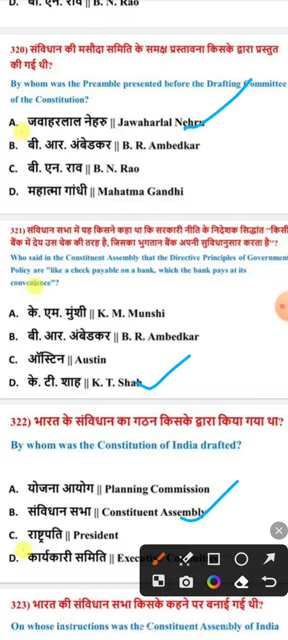 D. बी. एन. राव || B. N. Rao
320) संविधान की मसौदा समिति के समक्ष प्रस्तावना किसके द्वारा प्रस्तुत
की गई थी?
By whom was the Preamble presented before the Drafting Committee
of the Constitution?
A. जवाहरलाल नेहरु || Jawaharlal Nehru
B. बी. आर. अंबेडकर || B. R. Ambedkar
C. बी. एन. राव || B. N. Rao
D. महात्मा गांधी || Mahatma Gandhi
321) संविधान सभा में यह किसने कहा था कि सरकारी नीति के निदेशक सिद्धांत "किसी
बैंक में देय उस चेक की तरह है, जिसका भुगतान बैंक अपनी सुविधानुसार करता है"?
Who said in the Constituent Assembly that the Directive Principles of Government
Policy are "like a check payable on a bank, which the bank pays at its
convenience"?
A. के. एम. मुंशी || K. M. Munshi
B. बी. आर. अंबेडकर || B. R. Ambedkar
C. ऑस्टिन || Austin
D. के. टी. शाह || K. T. Shah
322) भारत के संविधान का गठन किसके द्वारा किया गया था?
By whom was the Constitution of India drafted?
A. योजना आयोग || Planning Commission
B. संविधान सभा || Constituent Assembly
C. राष्ट्रपति || President
D. कार्यकारी समिति ||
323) भारत की संविधान सभा किसके कहने पर बनाई गई थी?
On whose instructions was the Constituent Assembly of India